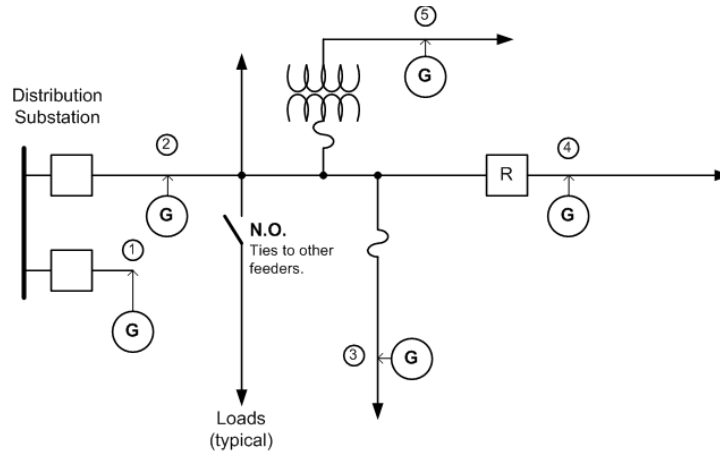 5
G
Distribution
Substation
2
4
R
G
G
N.O.
Ties to other
feeders.
1
G
3
G
Loads
(typical)